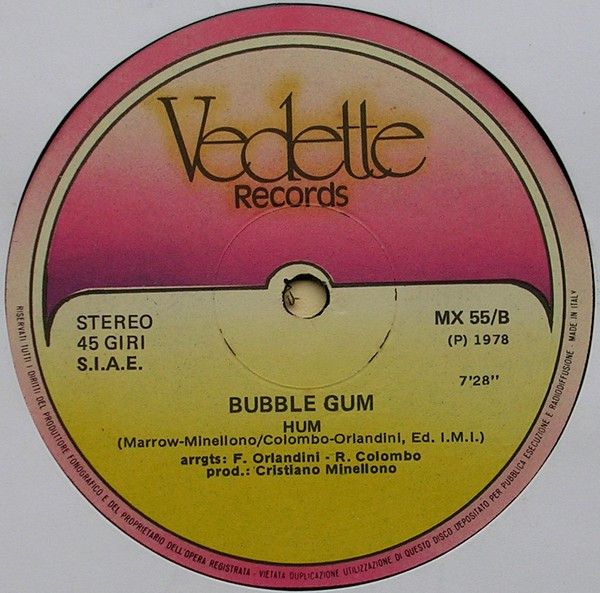 Vedette
Records
STEREO
45 GIRI
S.I.A.E.
MX 55/B
(P) 1978
7'28''
BUBBLE GUM
HUM
(Marrow-Minellono/Colombo-Orlandini, Ed. I.M.I.)
arrgts: F. Orlandini - R. Colombo
prod.: Cristiano Minellono
RISERVATI TUTTI I DIRITTI DEL PRODUTTORE FONOGRAFICO E DEL PROPRIETARIO DELL'OPERA REGISTRATA - VIETATA DUPLICAZIONE UTILIZZAZIONE DI QUESTO DISCO DEPOSITATO PER PUBBLICA ESECUZIONE E RADIODIFFUSIONE - MADE IN ITALY